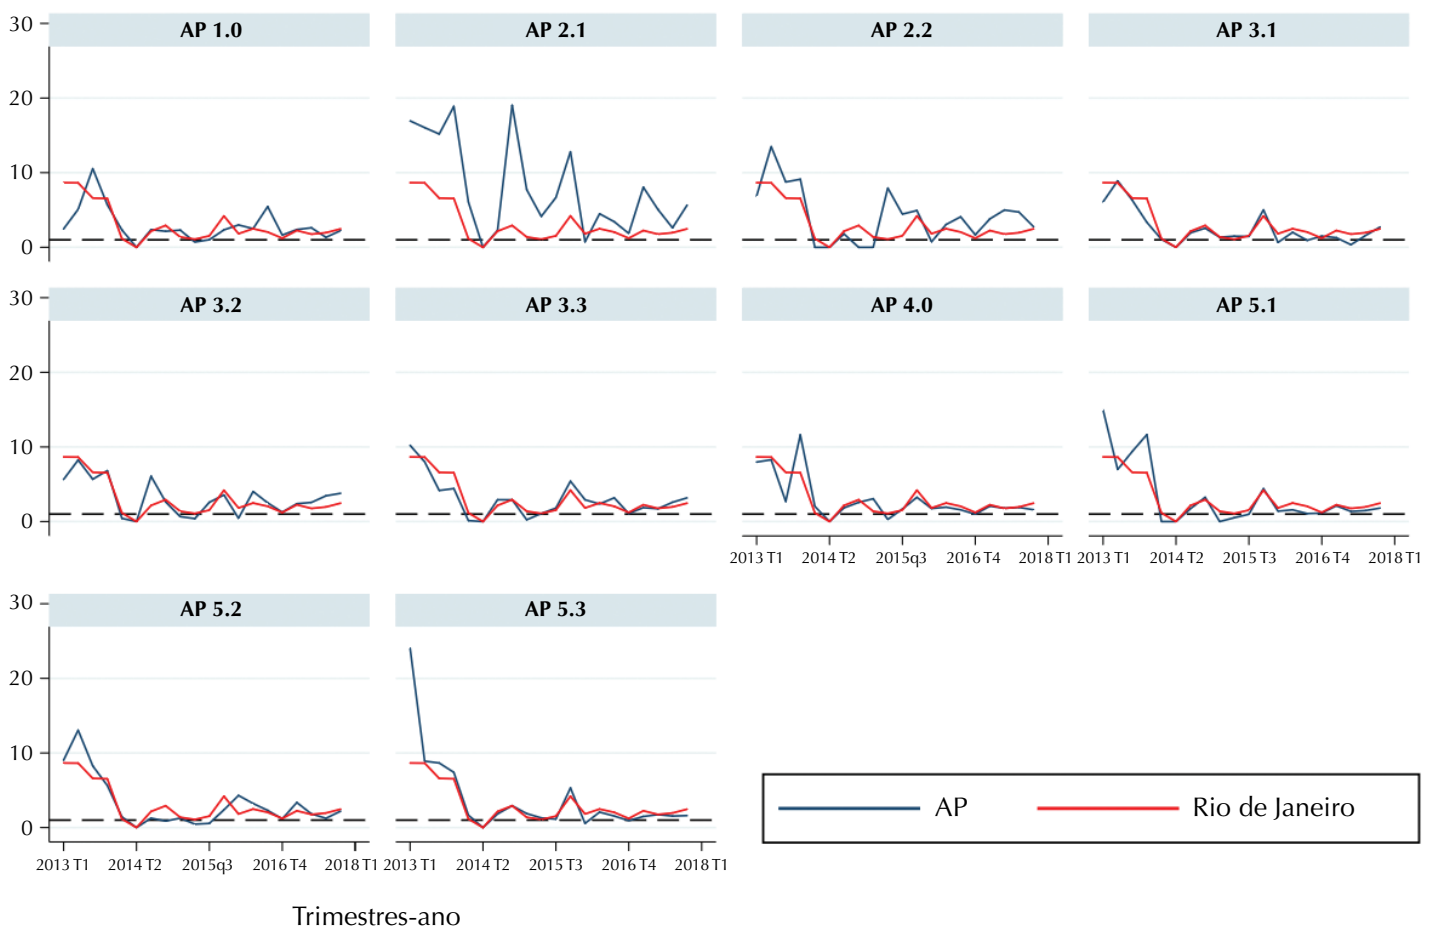 30 AP 1.0 AP 2.1 AP 2.2 AP 3.1
20
10
0
30 AP 3.2 AP 3.3 AP 4.0 AP 5.1
20
10
0
2013 T1 2014 T2 2015q3 2016 T4 2018 T1 2013 T1 2014 T2 2015 T3 2016 T4 2018 T1
30 AP 5.2 AP 5.3
20
10
0
AP Rio de Janeiro
2013 T1 2014 T2 2015q3 2016 T4 2018 T1 2013 T1 2014 T2 2015 T3 2016 T4 2018 T1
Trimestres-ano